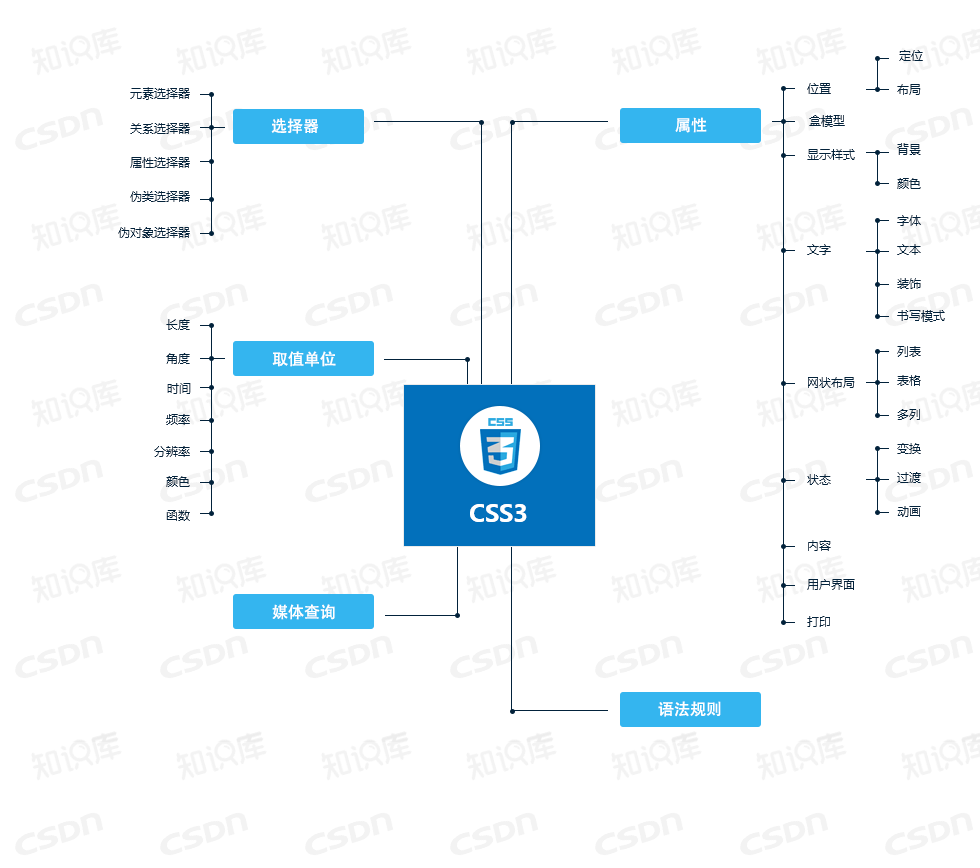 选择器
元素选择器
关系选择器
属性选择器
伪类选择器
伪对象选择器
取值单位
长度
角度
时间
频率
分辨率
颜色
函数
媒体查询
CSS
3
CSS3
属性
位置
定位
布局
盒模型
显示样式
背景
颜色
文字
字体
文本
装饰
书写模式
网状布局
列表
表格
多列
状态
变换
过渡
动画
内容
用户界面
打印
语法规则
知识库
CSDN